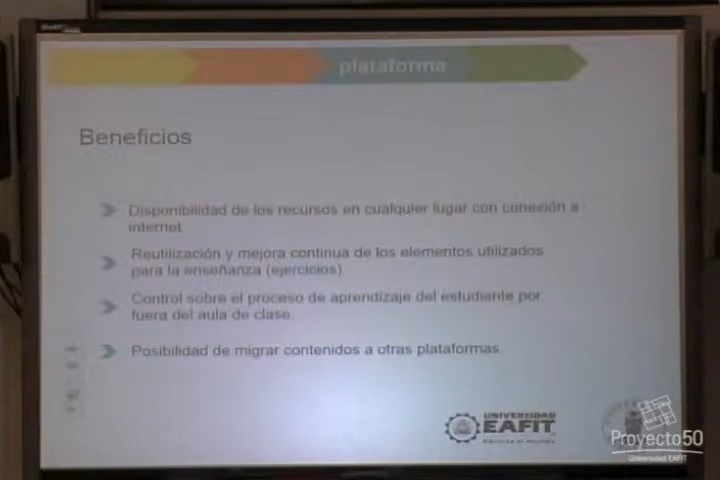 plataforma
Beneficios
Disponibilidad de los recursos en cualquier lugar con conexión a
internet
Reutilización y mejora continua de los elementos utilizados
para la enseñanza (ejercicios)
Control sobre el proceso de aprendizaje del estudiante por
fuera del aula de clase.
Posibilidad de migrar contenidos a otras plataformas
UNIVERSIDAD
EAFIT
Proyecto50
Universidad EAFIT